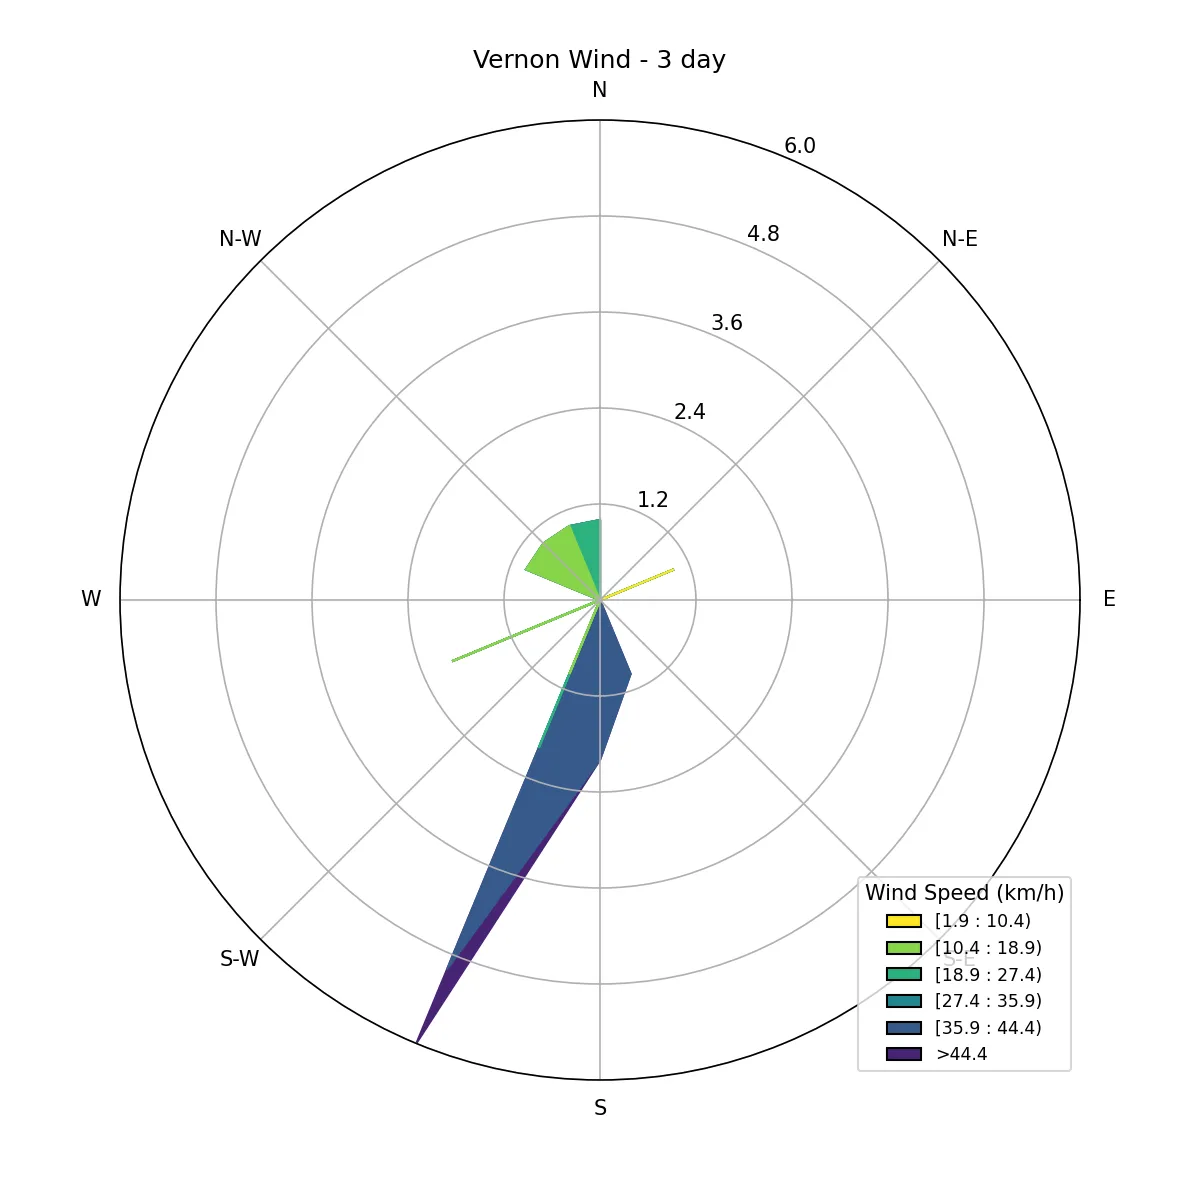 Vernon Wind - 3 day
N
6.0
N-W
4.8
N-E
3.6
2.4
1.2
W
E
Wind Speed (km/h)
[1.9 : 10.4)
[10.4 : 18.9)
S-W
S-E
[18.9 : 27.4)
[27.4 : 35.9)
[35.9 : 44.4)
>44.4
S